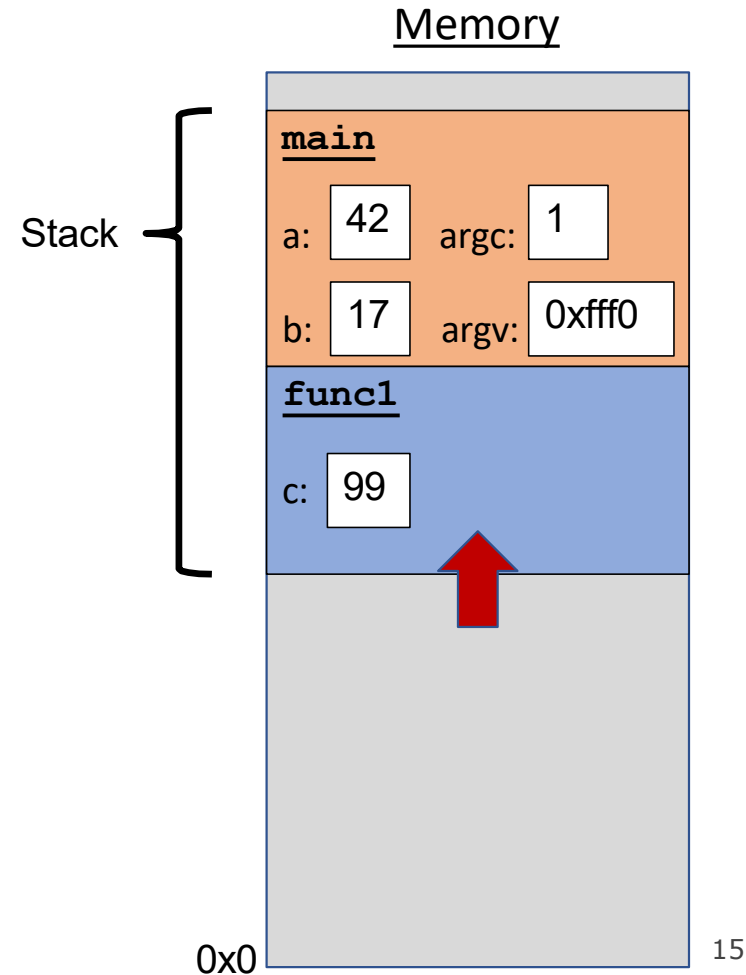 Memory
Stack
main
a: 42 argc: 1
b: 17 argv: 0xfff0
func1
c: 99
0x0
15